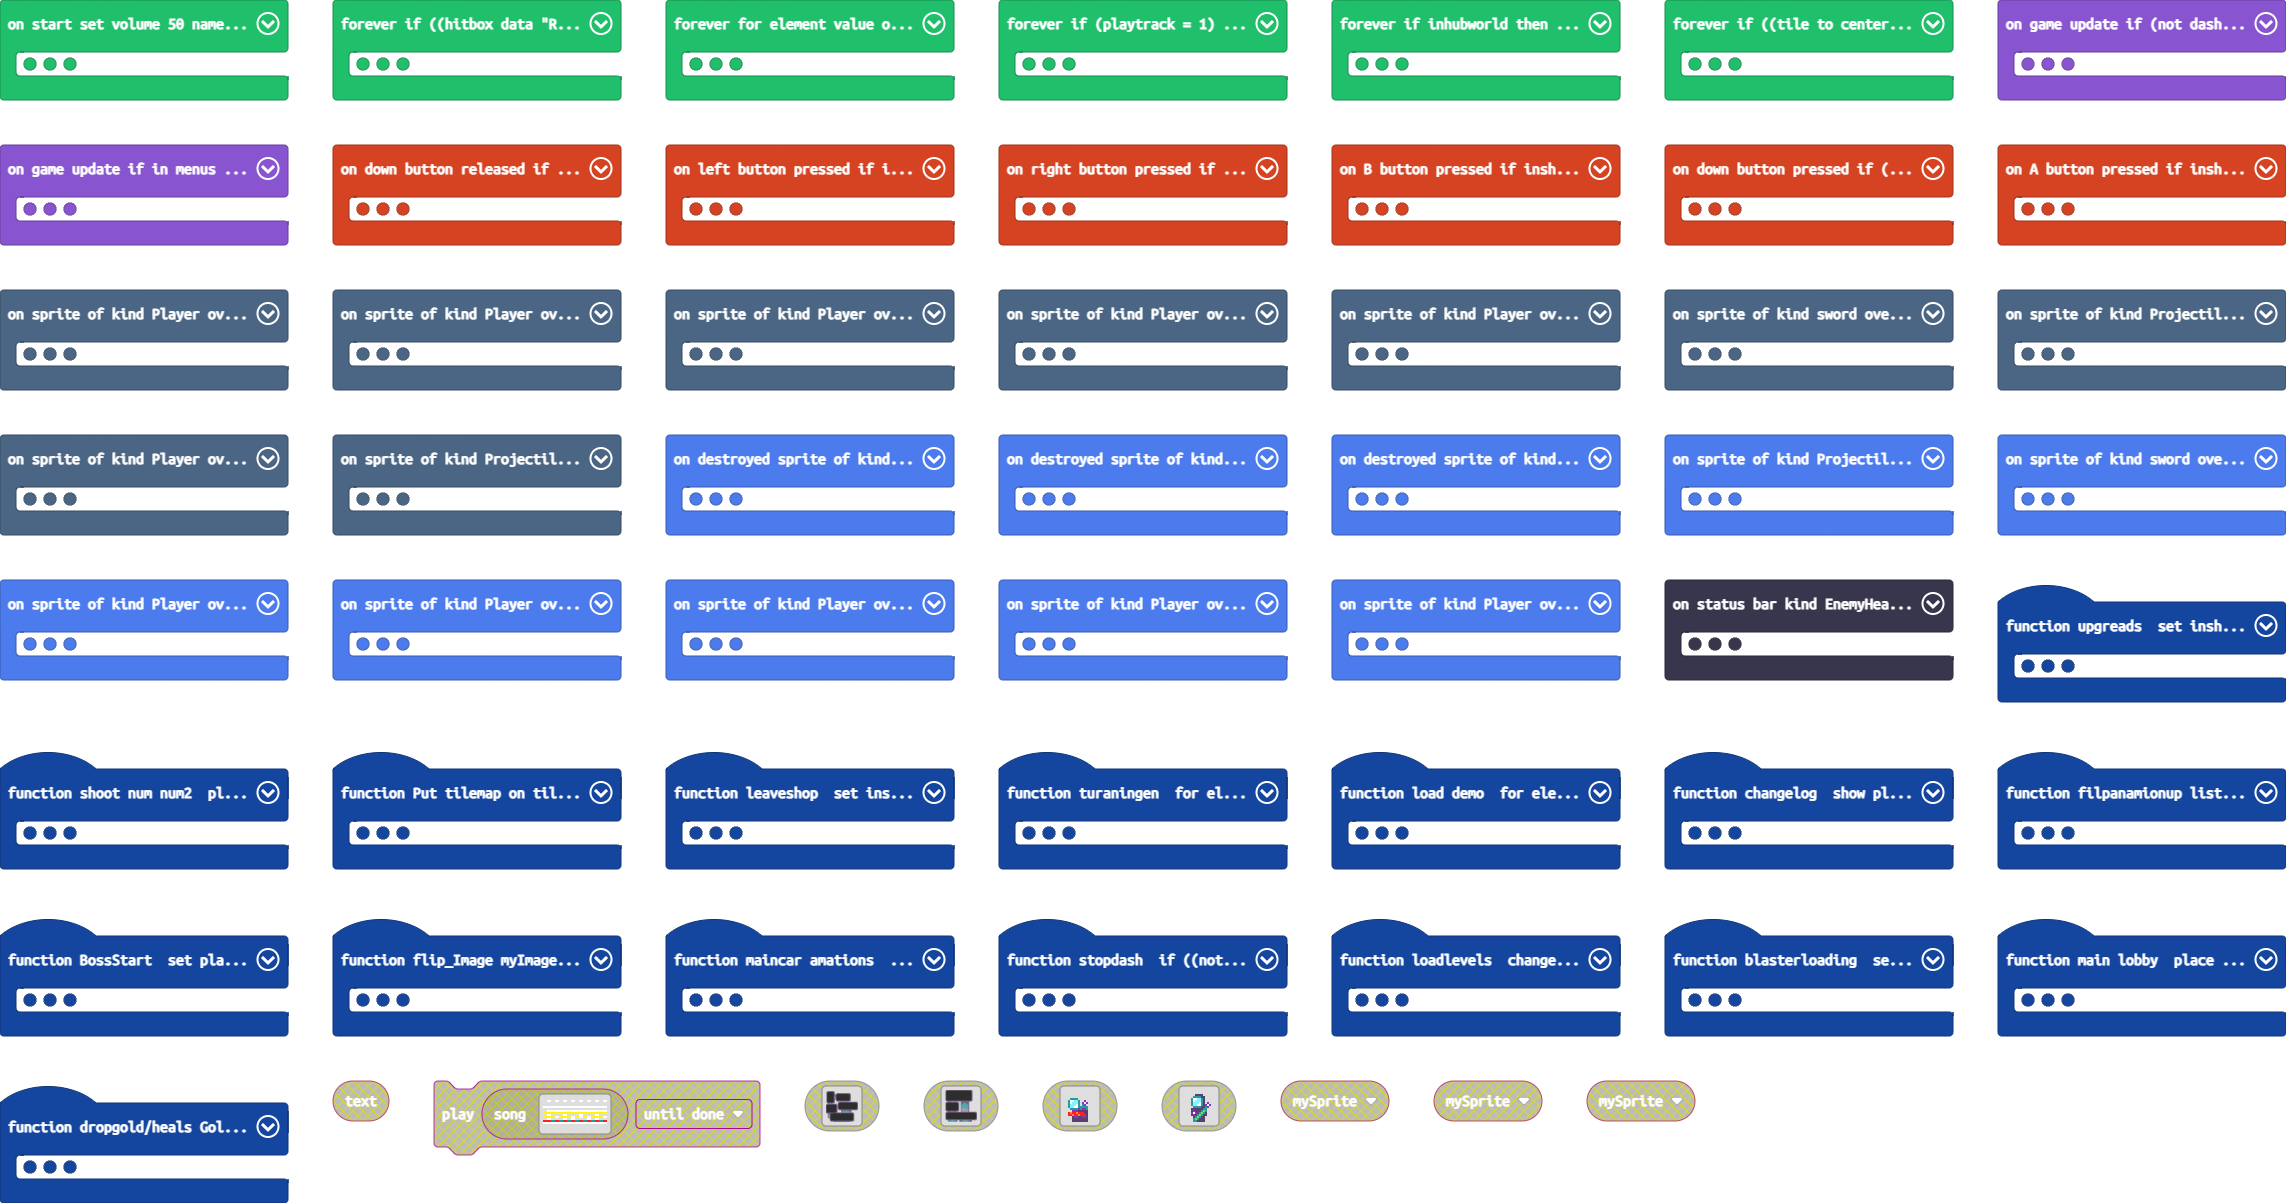 on start set volume 50 name...
forever if ((hitbox data "R...
forever for element value o...
forever if (playtrack = 1) ...
forever if inhubworld then ...
forever if ((tile to center...
on game update if (not dash...
on game update if in menus ...
on down button released if ...
on left button pressed if i...
on right button pressed if ...
on B button pressed if insh...
on down button pressed if (...
on A button pressed if insh...
on sprite of kind Player ov...
on sprite of kind Player ov...
on sprite of kind Player ov...
on sprite of kind Player ov...
on sprite of kind Player ov...
on sprite of kind sword ove...
on sprite of kind Projectil...
on sprite of kind Player ov...
on sprite of kind Projectil...
on destroyed sprite of kind...
on destroyed sprite of kind...
on destroyed sprite of kind...
on sprite of kind Projectil...
on sprite of kind sword ove...
on sprite of kind Player ov...
on sprite of kind Player ov...
on sprite of kind Player ov...
on sprite of kind Player ov...
on sprite of kind Player ov...
on status bar kind EnemyHea...
function upgreads set insh...
function shoot num num2 pl...
function Put tilemap on til...
function leaveshop set ins...
function turaningen for el...
function load demo for ele...
function changelog show pl...
function filpanamionup list...
function BossStart set pla...
function flip_Image myImage...
function maincar amations ...
function stopdash if ((not...
function loadlevels change...
function blasterloading se...
function main lobby place ...
function dropgold/heals Gol...
text
play song until done
mySprite
mySprite
mySprite